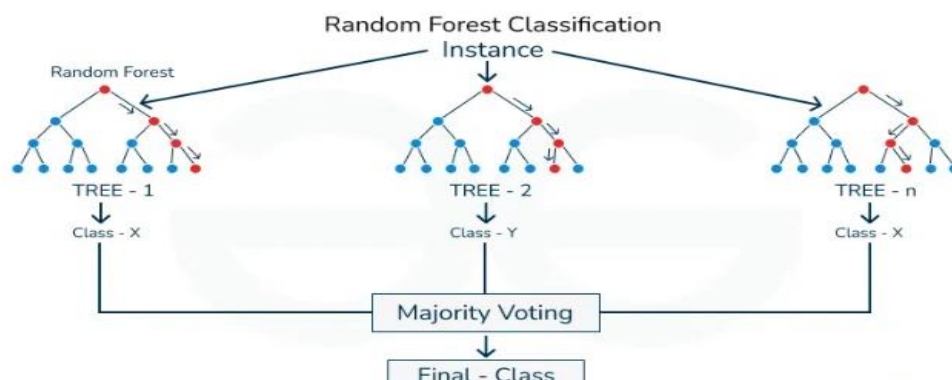 Random Forest Classification
Instance
Random Forest
TREE - 1
TREE - 2
TREE - n
Class - X
Class - Y
Class - X
Majority Voting
Final - Class